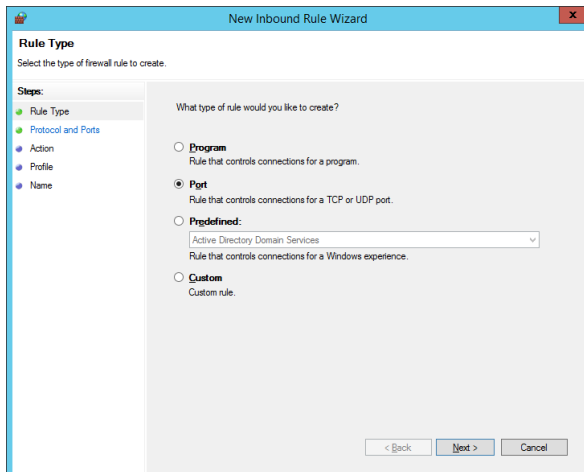 New Inbound Rule Wizard
x
Rule Type
Select the type of firewall rule to create.
Steps:
Rule Type
Protocol and Ports
Action
Profile
Name
What type of rule would you like to create?
Program
Rule that controls connections for a program.
Port
Rule that controls connections for a TCP or UDP port.
Predefined:
Active Directory Domain Services
Rule that controls connections for a Windows experience.
Custom
Custom rule.
< Back
Next >
Cancel